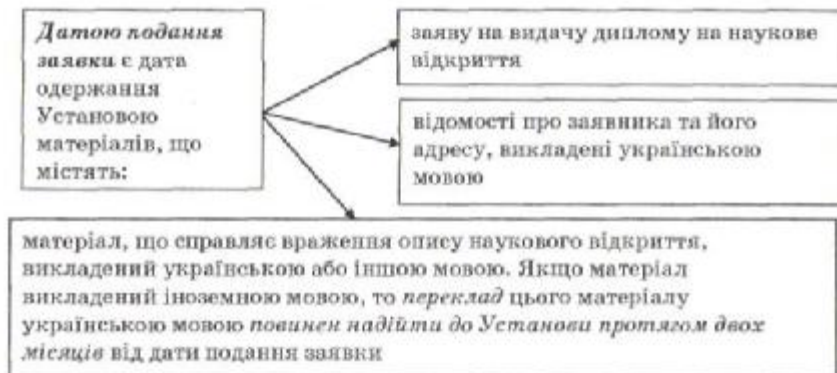 Датою подання
заявки є дата
одержання
Установою
матеріалів, що
містять:
заяву на видачу диплому на наукове
відкриття
відомості про заявника та його
адресу, викладені українською
мовою
матеріал, що справляє враження опису наукового відкриття,
викладений українською або іншою мовою. Якщо матеріал
викладений іноземною мовою, то переклад цього матеріалу
українською мовою повинен надійти до Установи протягом двох
місяців від дати подання заявки